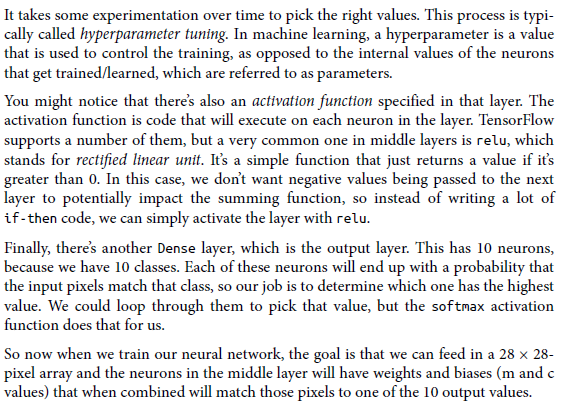 It takes some experimentation over time to pick the right values. This process is typi-
cally called hyperparameter tuning. In machine learning, a hyperparameter is a value
that is used to control the training, as opposed to the internal values of the neurons
that get trained/learned, which are referred to as parameters.
You might notice that there's also an activation function specified in that layer. The
activation function is code that will execute on each neuron in the layer. TensorFlow
supports a number of them, but a very common one in middle layers is relu, which
stands for rectified linear unit. It's a simple function that just returns a value if it's
greater than 0. In this case, we don't want negative values being passed to the next
layer to potentially impact the summing function, so instead of writing a lot of
if-then code, we can simply activate the layer with relu.
Finally, there's another Dense layer, which is the output layer. This has 10 neurons,
because we have 10 classes. Each of these neurons will end up with a probability that
the input pixels match that class, so our job is to determine which one has the highest
value. We could loop through them to pick that value, but the softmax activation
function does that for us.
So now when we train our neural network, the goal is that we can feed in a 28 × 28-
pixel array and the neurons in the middle layer will have weights and biases (m and c
values) that when combined will match those pixels to one of the 10 output values.